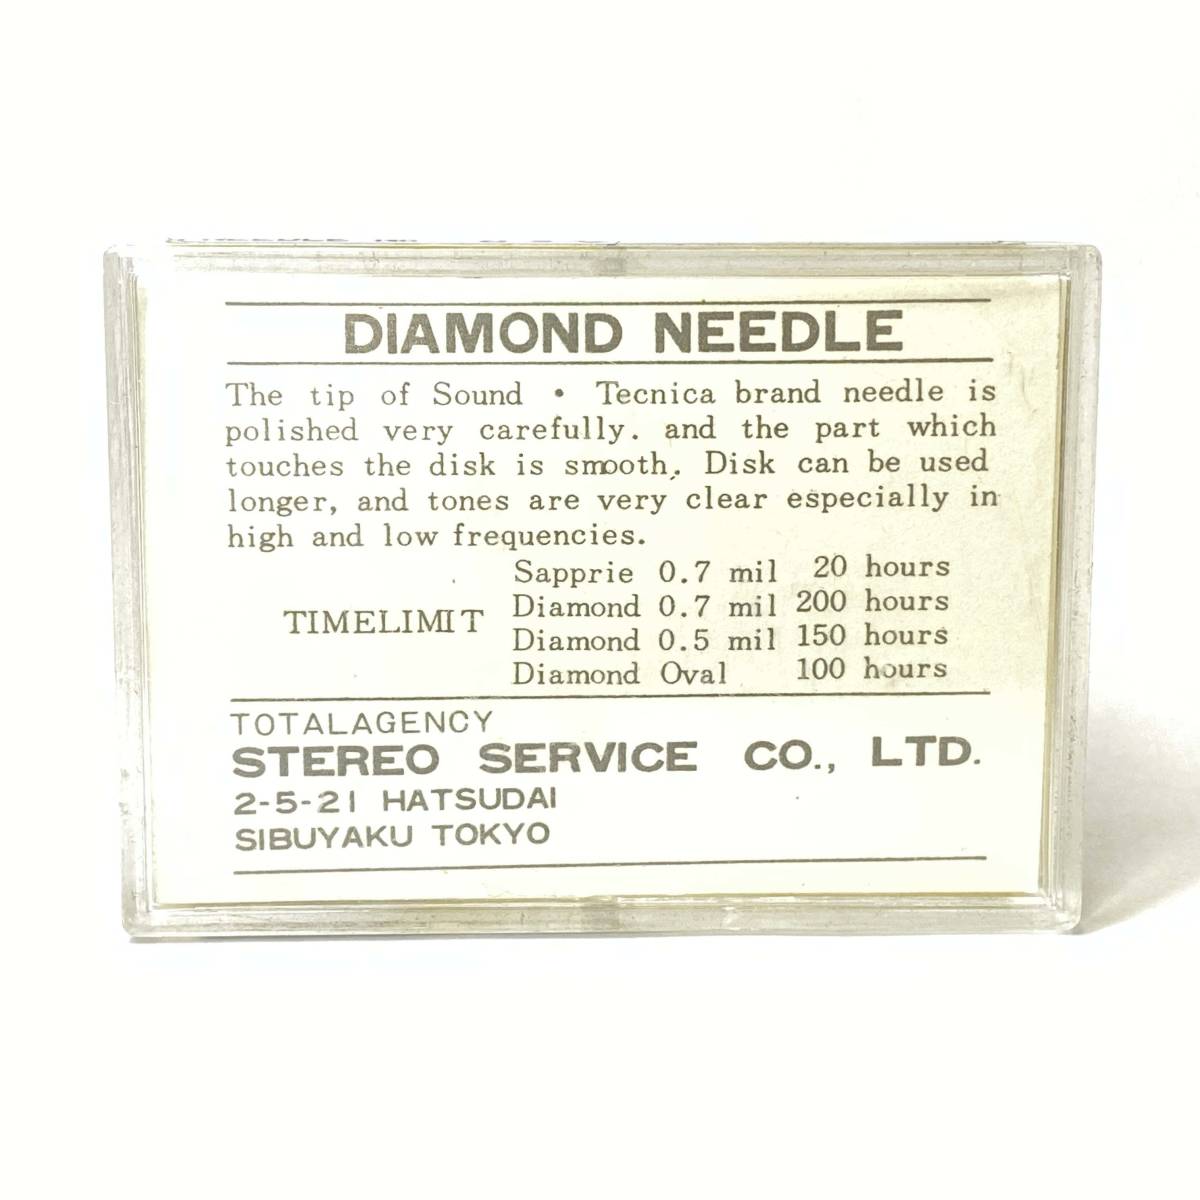 DIAMOND NEEDLE
The tip of Sound • Tecnica brand needle is
polished very carefully. and the part which
touches the disk is smooth, Disk can be used
longer, and tones are very clear especially in
high and low frequencies.
TIMELIMIT
Sapprie 0.7 mil 20 hours
Diamond 0.7 mil 200 hours
Diamond 0.5 mil 150 hours
Diamond Oval 100 hours
TOTALAGENCY
STEREO SERVICE CO., LTD.
2-5-21 HATSUDAI
SIBUYAKU TOKYO